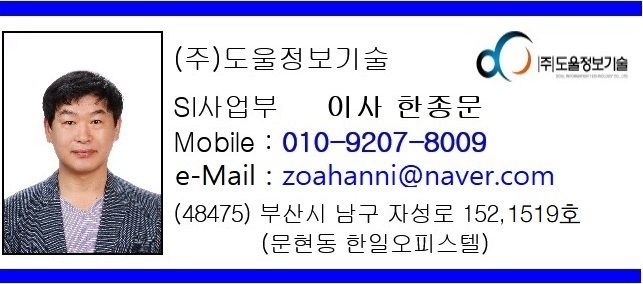 (주)도울정보기술
(주)도울정보기술
SI사업부 이사 한종문
Mobile : 010-9207-8009
e-Mail : zoahanni@naver.com
(48475) 부산시 남구 자성로 152,1519호
(문현동 한일오피스텔)